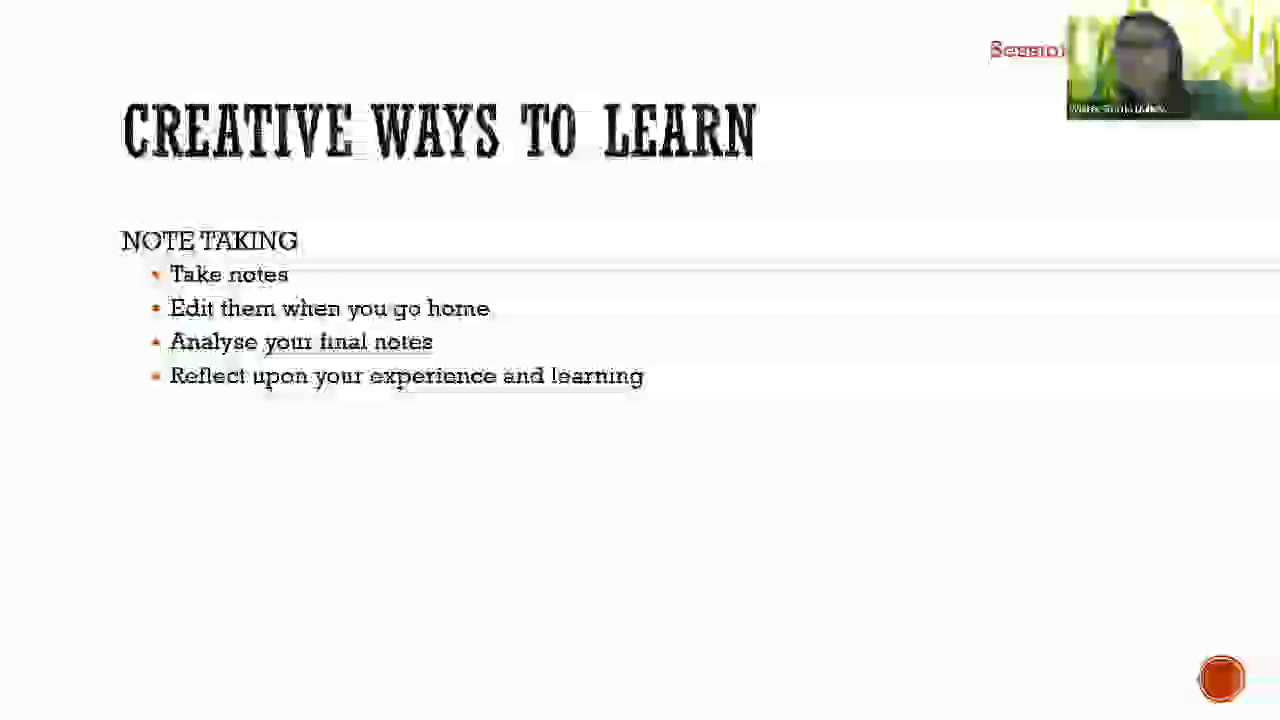 CREATIVE WAYS TO LEARN
NOTE TAKING
Take notes
Edit them when you go home
Analyse your final notes
Reflect upon your experience and learning